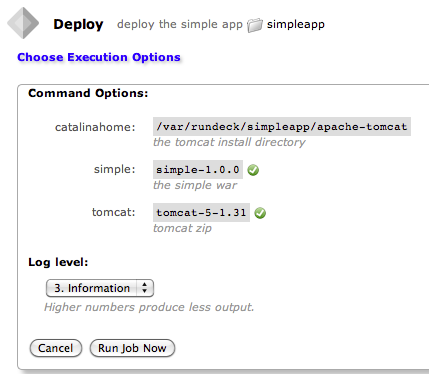 Deploy deploy the simple app simpleapp
Choose Execution Options
Command Options:
catalinahome: /var/rundeck/simpleapp/apache-tomcat
the tomcat install directory
simple: simple-1.0.0
the simple war
tomcat: tomcat-5-1.31
tomcat zip
Log level:
3. Information
Higher numbers produce less output.
Cancel Run Job Now